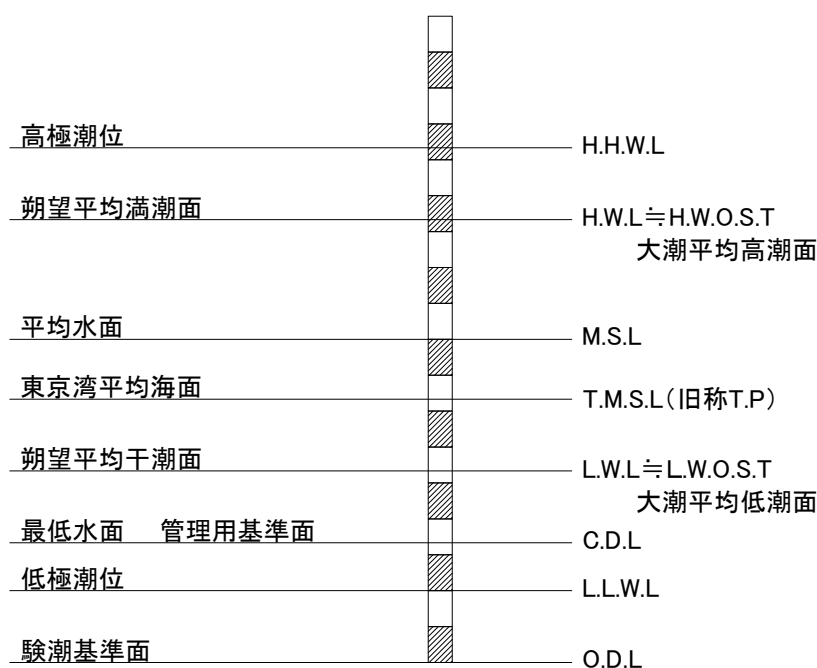 高極潮位
H.H.W.L
朔望平均満潮面
H.W.L≒H.W.O.S.T
大潮平均高潮面
平均水面
M.S.L
東京湾平均海面
T.M.S.L(旧称T.P)
朔望平均干潮面
L.W.L≒L.W.O.S.T
大潮平均低潮面
最低水面 管理用基準面
C.D.L
低極潮位
L.L.W.L
験潮基準面
O.D.L